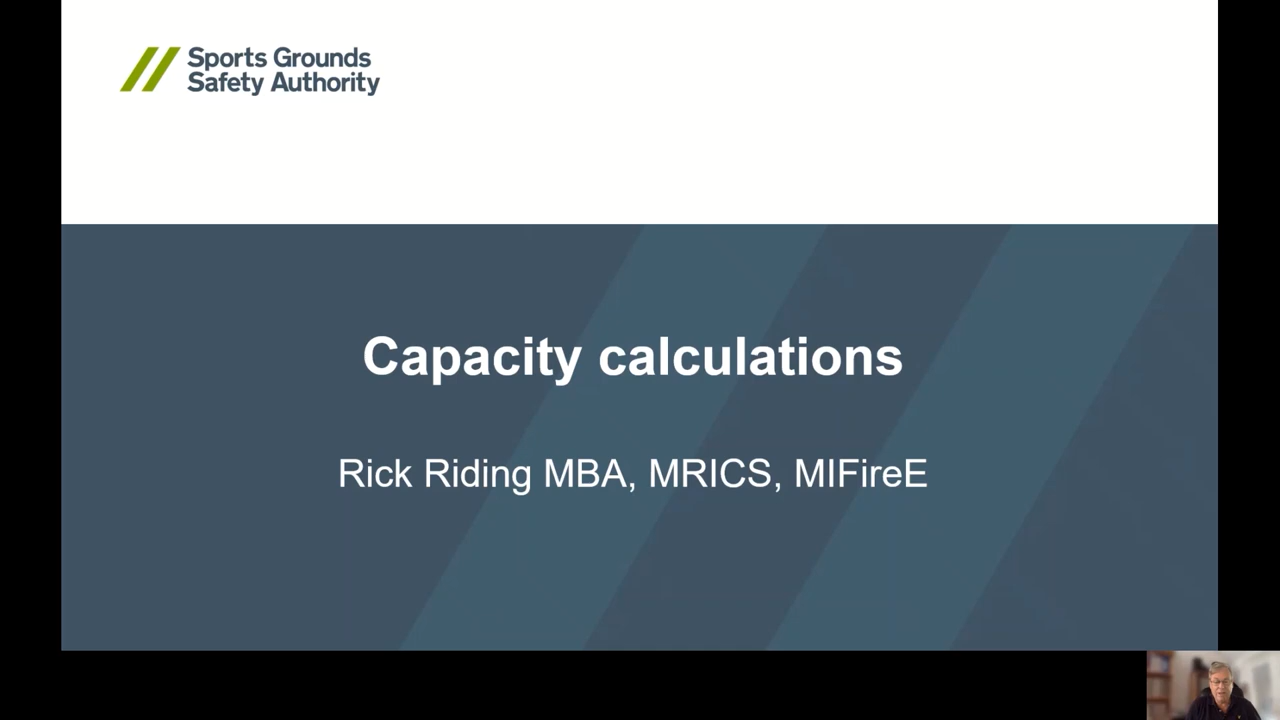 Sports Grounds
Safety Authority
Capacity calculations
Rick Riding MBA, MRICS, MIFireE